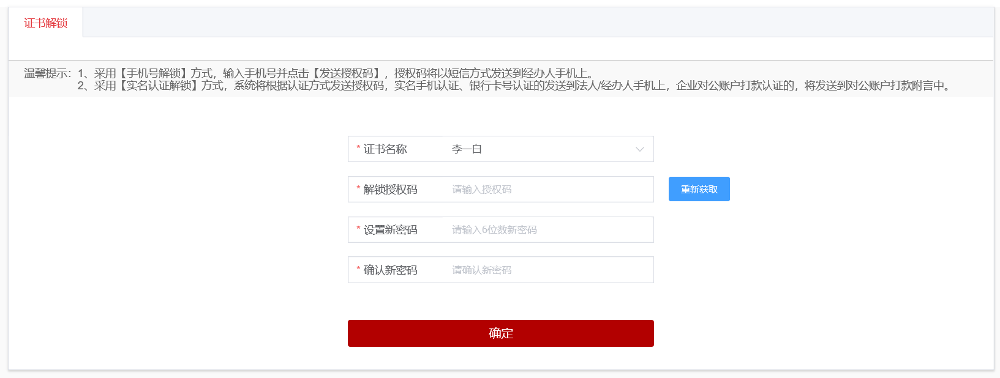 证书解锁
温馨提示：1、采用【手机号解锁】方式，输入手机号并点击【发送授权码】，授权码将以短信方式发送到经办人手机上。
2、采用【实名认证解锁】方式，系统将根据认证方式发送授权码，实名手机认证、银行卡号认证的发送到法人/经办人手机上，企业对公账户打款认证的，将发送到对公账户打款附言中。
* 证书名称 李一白
* 解锁授权码 请输入授权码 重新获取
* 设置新密码 请输入6位数新密码
* 确认新密码 请确认新密码
确定